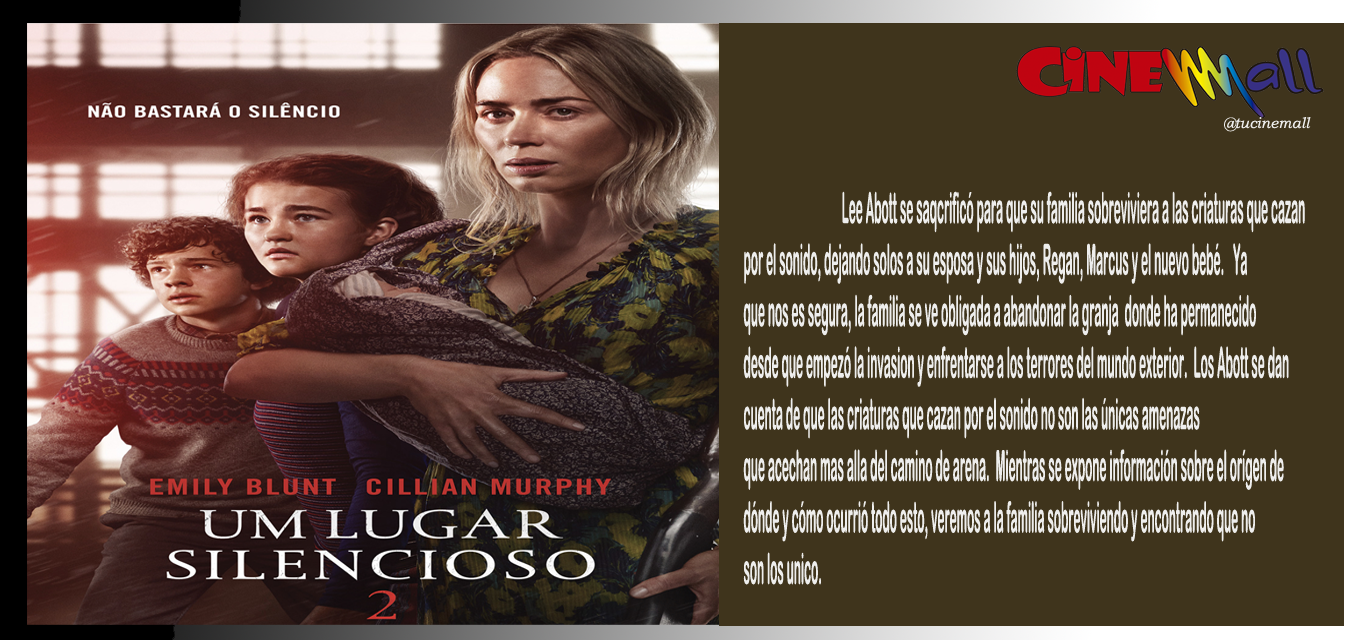 NÃO BASTARÁ O SILÊNCIO
EMILY BLUNT CILLIAN MURPHY
UM LUGAR
SILENCIOSO
2
CiNEMall
@tucinemall
Lee Abott se saqcrificó para que su familia sobreviviera a las criaturas que cazan
por el sonido, dejando solos a su esposa y sus hijos, Regan, Marcus y el nuevo bebé. Ya
que nos es segura, la familia se ve obligada a abandonar la granja donde ha permanecido
desde que empezó la invasion y enfrentarse a los terrores del mundo exterior. Los Abott se dan
cuenta de que las criaturas que cazan por el sonido no son las únicas amenazas
que acechan mas alla del camino de arena. Mientras se expone información sobre el orígen de
dónde y cómo ocurrió todo esto, veremos a la familia sobreviviendo y encontrando que no
son los unico.